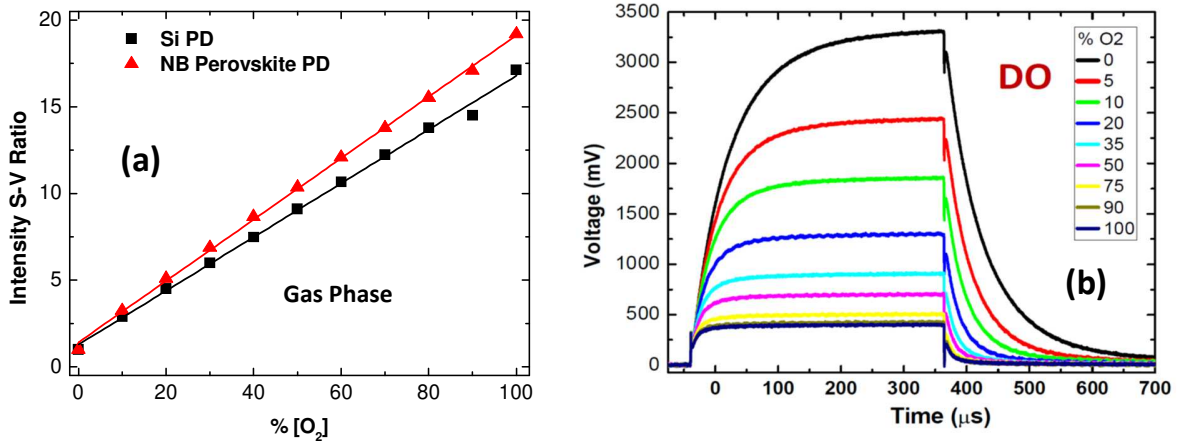 20
15
10
5
0
Intensity S-V Ratio
Si PD
NB Perovskite PD
(a)
Gas Phase
0 20 40 60 80 100
% [O2]
3500
3000
2500
2000
1500
1000
500
0
Voltage (mV)
DO
% O2
0
5
10
20
35
50
75
90
100
(b)
0 100 200 300 400 500 600 700
Time (μs)